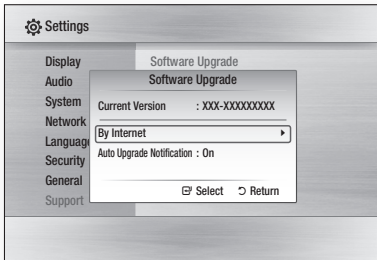 Settings
Display
Software Upgrade
Audio
Software Upgrade
System
Current Version : XXX-XXXXXXXXX
Network
By Internet
Auto Upgrade Notification : On
Security
General
Select Return
Support